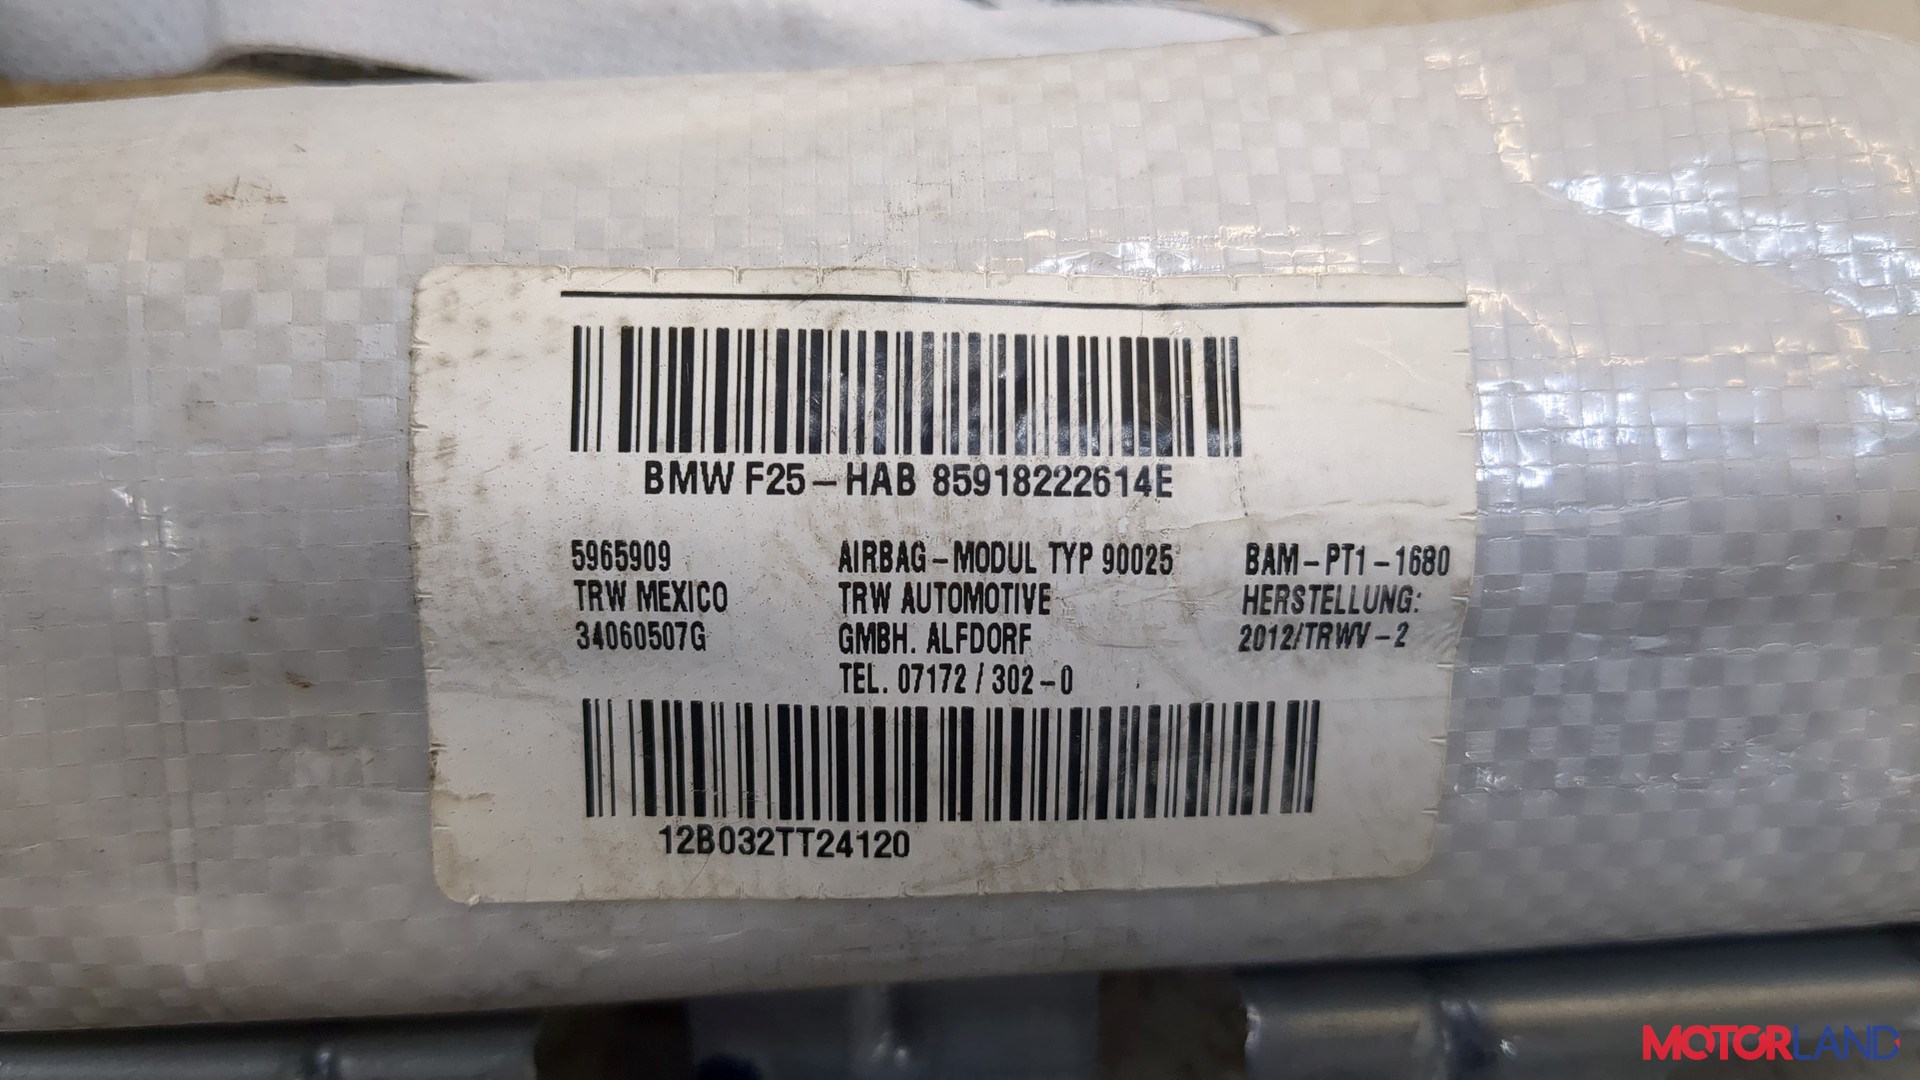 BMW F25-HAB 85918222614E
5965909 AIRBAG-MODUL TYP 90025 BAM-PT1-1680
TRW MEXICO TRW AUTOMOTIVE HERSTELLUNG:
34060507G GMBH. ALFDORF 2012/TRWV-2
TEL. 07172 / 302-0
12B032TT24120
MOTORLAND